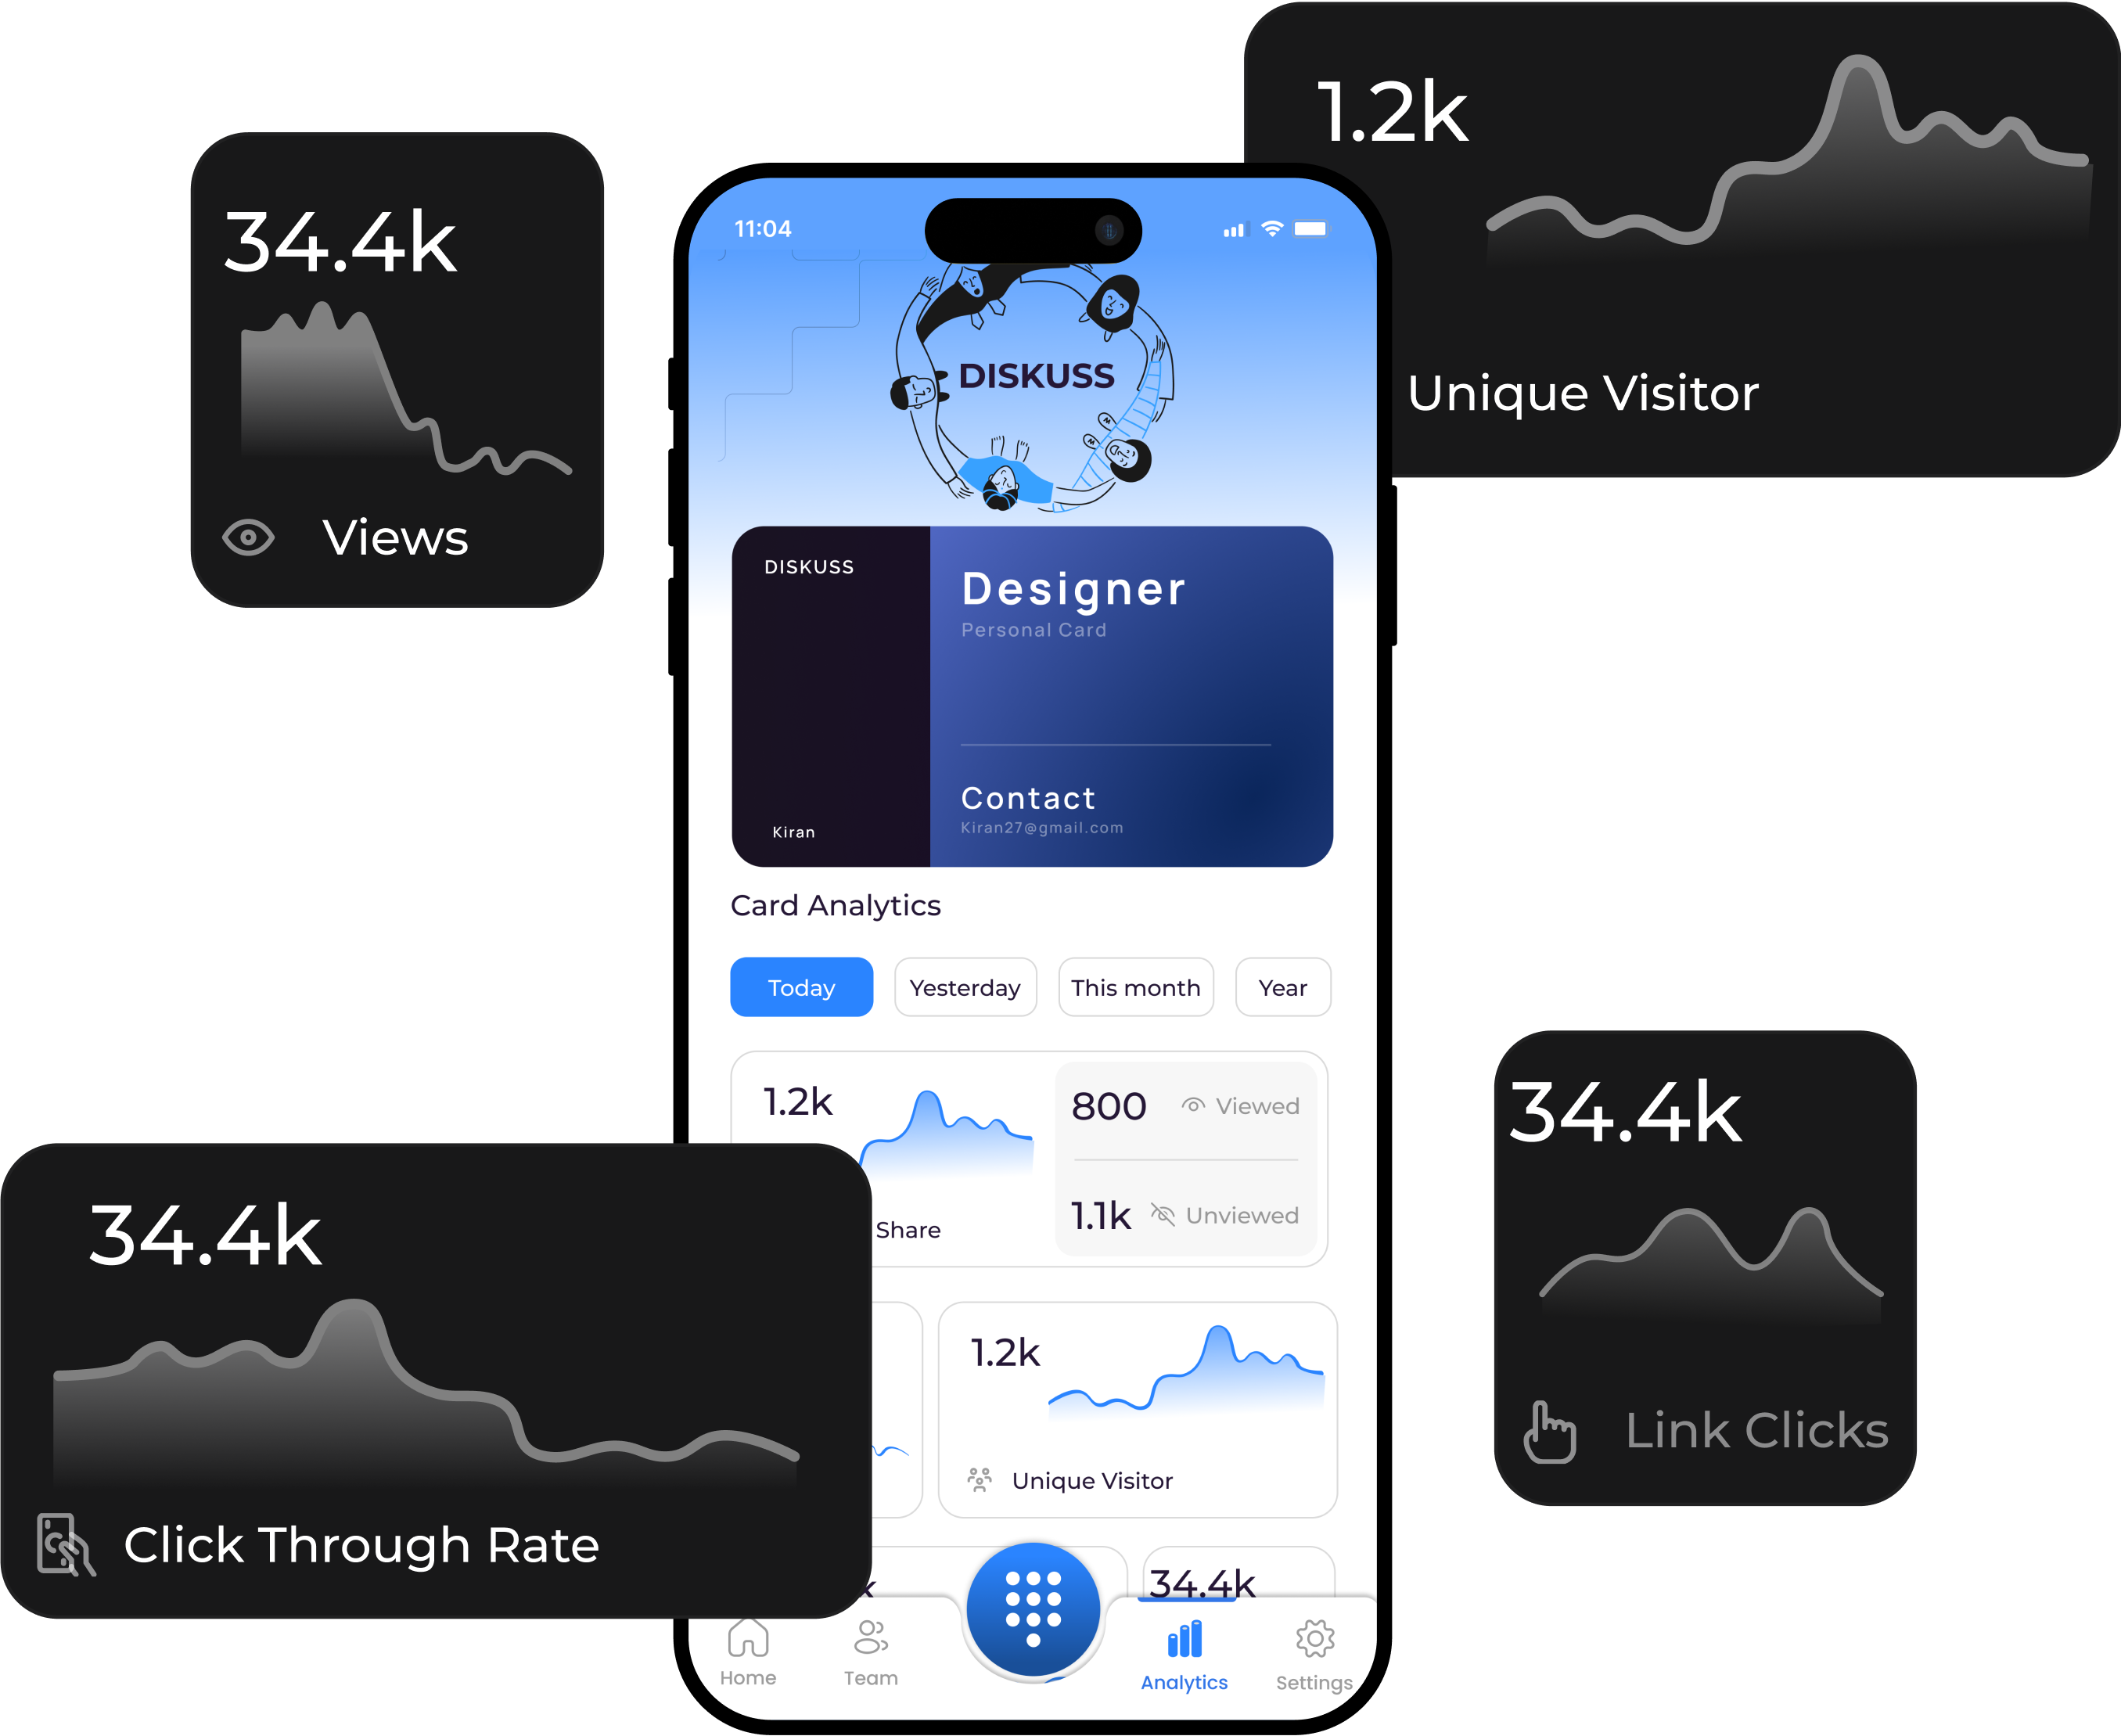 1.2k
Unique Visitor
34.4k
Views
11:04
DISKUSS
DISKUSS
Designer
Personal Card
Contact
Kiran27@gmail.com
Kiran
Card Analytics
Today
Yesterday
This month
Year
1.2k
Share
800
Viewed
1.1k
Unviewed
34.4k
Click Through Rate
1.2k
Unique Visitor
34.4k
Link Clicks
k
34.4k
Home
Team
Analytics
Settings